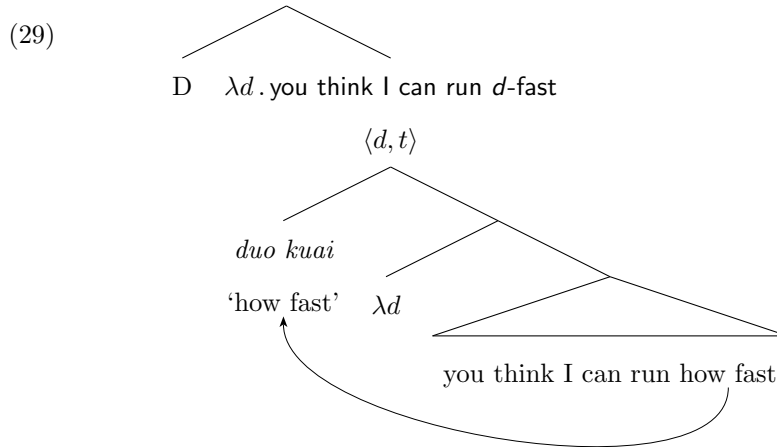 (29)
D λd . you think I can run d-fast
⟨d, t⟩
duo kuai
‘how fast’ λd
you think I can run how fast